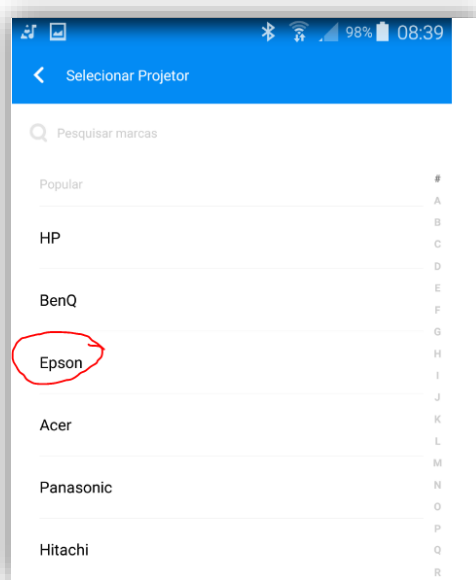 98% 08:39
Selecionar Projetor
Pesquisar marcas
Popular
HP
BenQ
Epson
Acer
Panasonic
Hitachi
#
A
B
C
D
E
F
G
H
I
J
K
L
M
N
O
P
Q
R